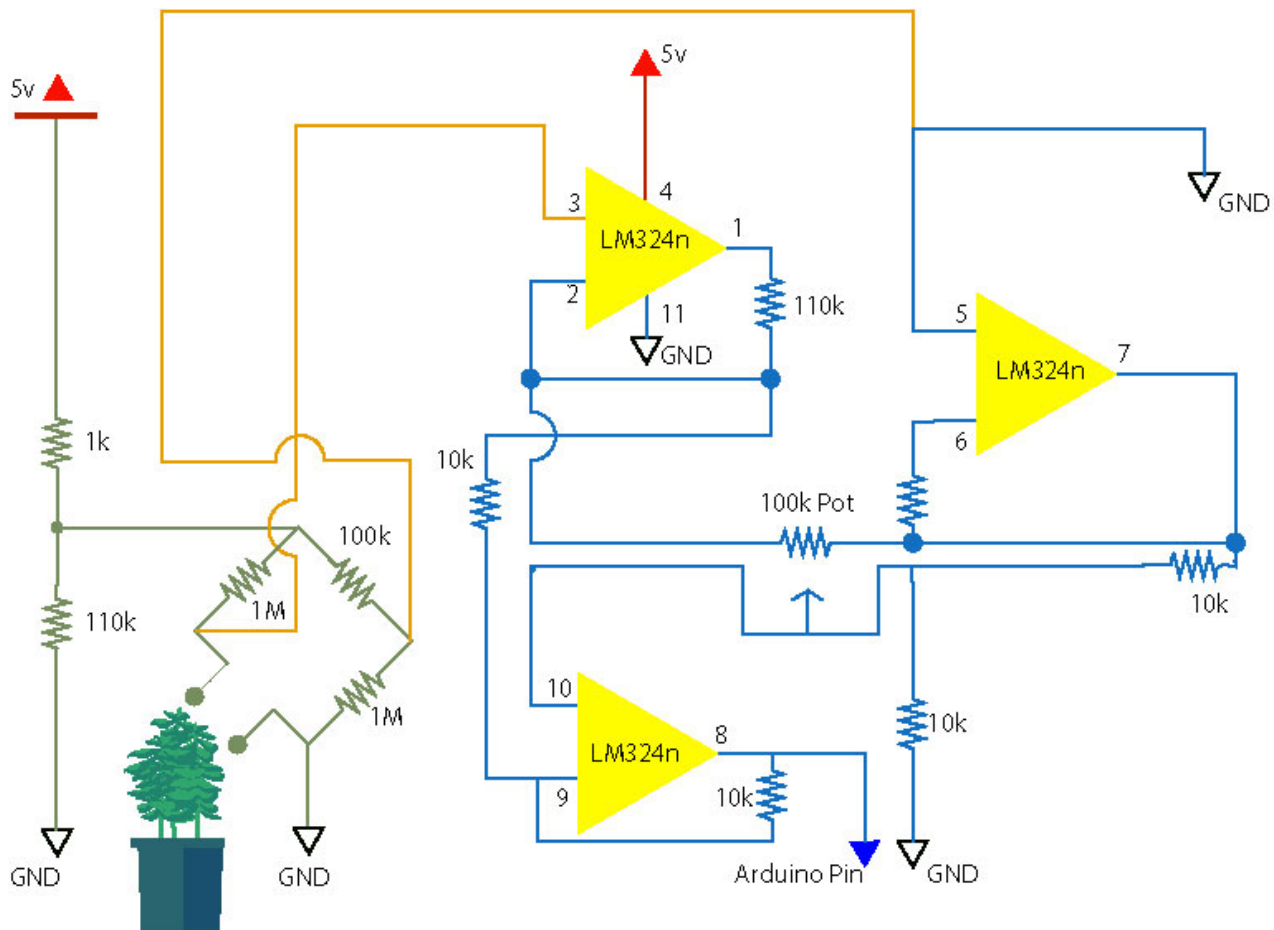 5v
5v
3
4
LM324n
1
2
11
GND
110k
GND
5
LM324n
7
6
1k
10k
100k Pot
100k
1M
10k
110k
1M
10
LM324n
8
9
10k
10k
GND
GND
Arduino Pin
GND